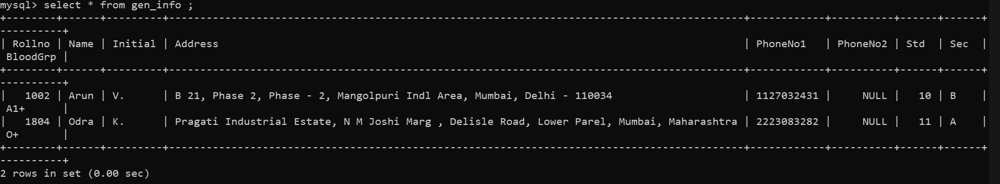 mysql> select * from gen_info ;
+--------+------+---------+--------------------------------------------------------------------------------------------+------------+----------+------+------+
----------+
| Rollno | Name | Initial | Address                                                                                    | PhoneNo1   | PhoneNo2 | Std  | Sec  |
 BloodGrp |
+--------+------+---------+--------------------------------------------------------------------------------------------+------------+----------+------+------+
----------+
|   1002 | Arun | V.      | B 21, Phase 2, Phase - 2, Mangolpuri Indl Area, Mumbai, Delhi - 110034                     | 1127032431 |     NULL |   10 | B    |
 A1+      |
|   1804 | Odra | K.      | Pragati Industrial Estate, N M Joshi Marg , Delisle Road, Lower Parel, Mumbai, Maharashtra | 2223083282 |     NULL |   11 | A    |
 O+       |
+--------+------+---------+--------------------------------------------------------------------------------------------+------------+----------+------+------+
----------+
2 rows in set (0.00 sec)